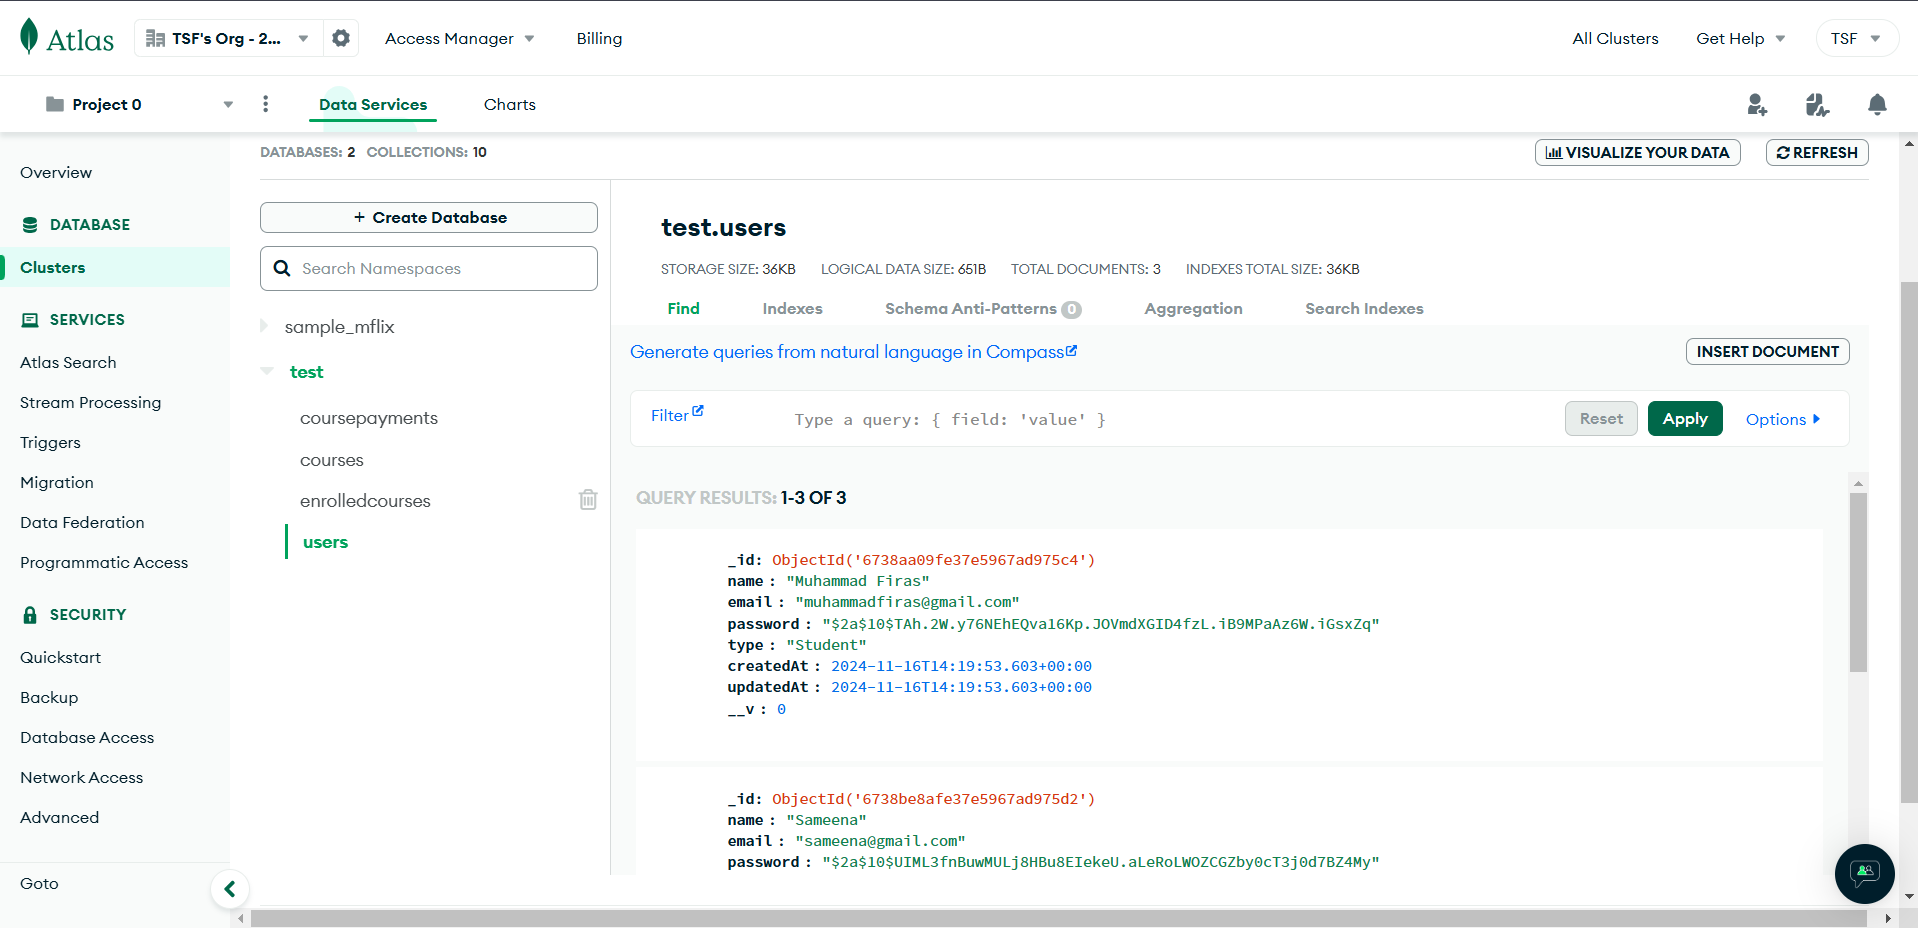 Atlas
TSF's Org - 2...
Access Manager
Billing
All Clusters
Get Help
TSF
Project 0
Data Services
Charts
DATABASES: 2 COLLECTIONS: 10
VISUALIZE YOUR DATA
REFRESH
Overview
DATABASE
Clusters
SERVICES
Atlas Search
Stream Processing
Triggers
Migration
Data Federation
Programmatic Access
SECURITY
Quickstart
Backup
Database Access
Network Access
Advanced
Goto
+ Create Database
Search Namespaces
sample_mflix
test
coursepayments
courses
enrolledcourses
users
test.users
STORAGE SIZE: 36KB LOGICAL DATA SIZE: 651B TOTAL DOCUMENTS: 3 INDEXES TOTAL SIZE: 36KB
Find Indexes Schema Anti-Patterns 0 Aggregation Search Indexes
Generate queries from natural language in Compass
INSERT DOCUMENT
Filter
Type a query: { field: 'value' }
Reset
Apply
Options
QUERY RESULTS: 1-3 OF 3
_id: ObjectId('6738aa09fe37e5967ad975c4')
name : "Muhammad Firas"
email : "muhammadfiras@gmail.com"
password : "$2a$10$TAh.2W.y76NEhEQva16Kp.JOVmdXGID4fzL.iB9MPaAz6W.iGsxZq"
type : "Student"
createdAt : 2024-11-16T14:19:53.603+00:00
updatedAt : 2024-11-16T14:19:53.603+00:00
__v : 0
_id: ObjectId('6738be8afe37e5967ad975d2')
name : "Sameena"
email : "sameena@gmail.com"
password : "$2a$10$UIML3fnBuwMULj8HBu8EIekeU.aLeRoLWOZCGZby0cT3j0d7BZ4My"